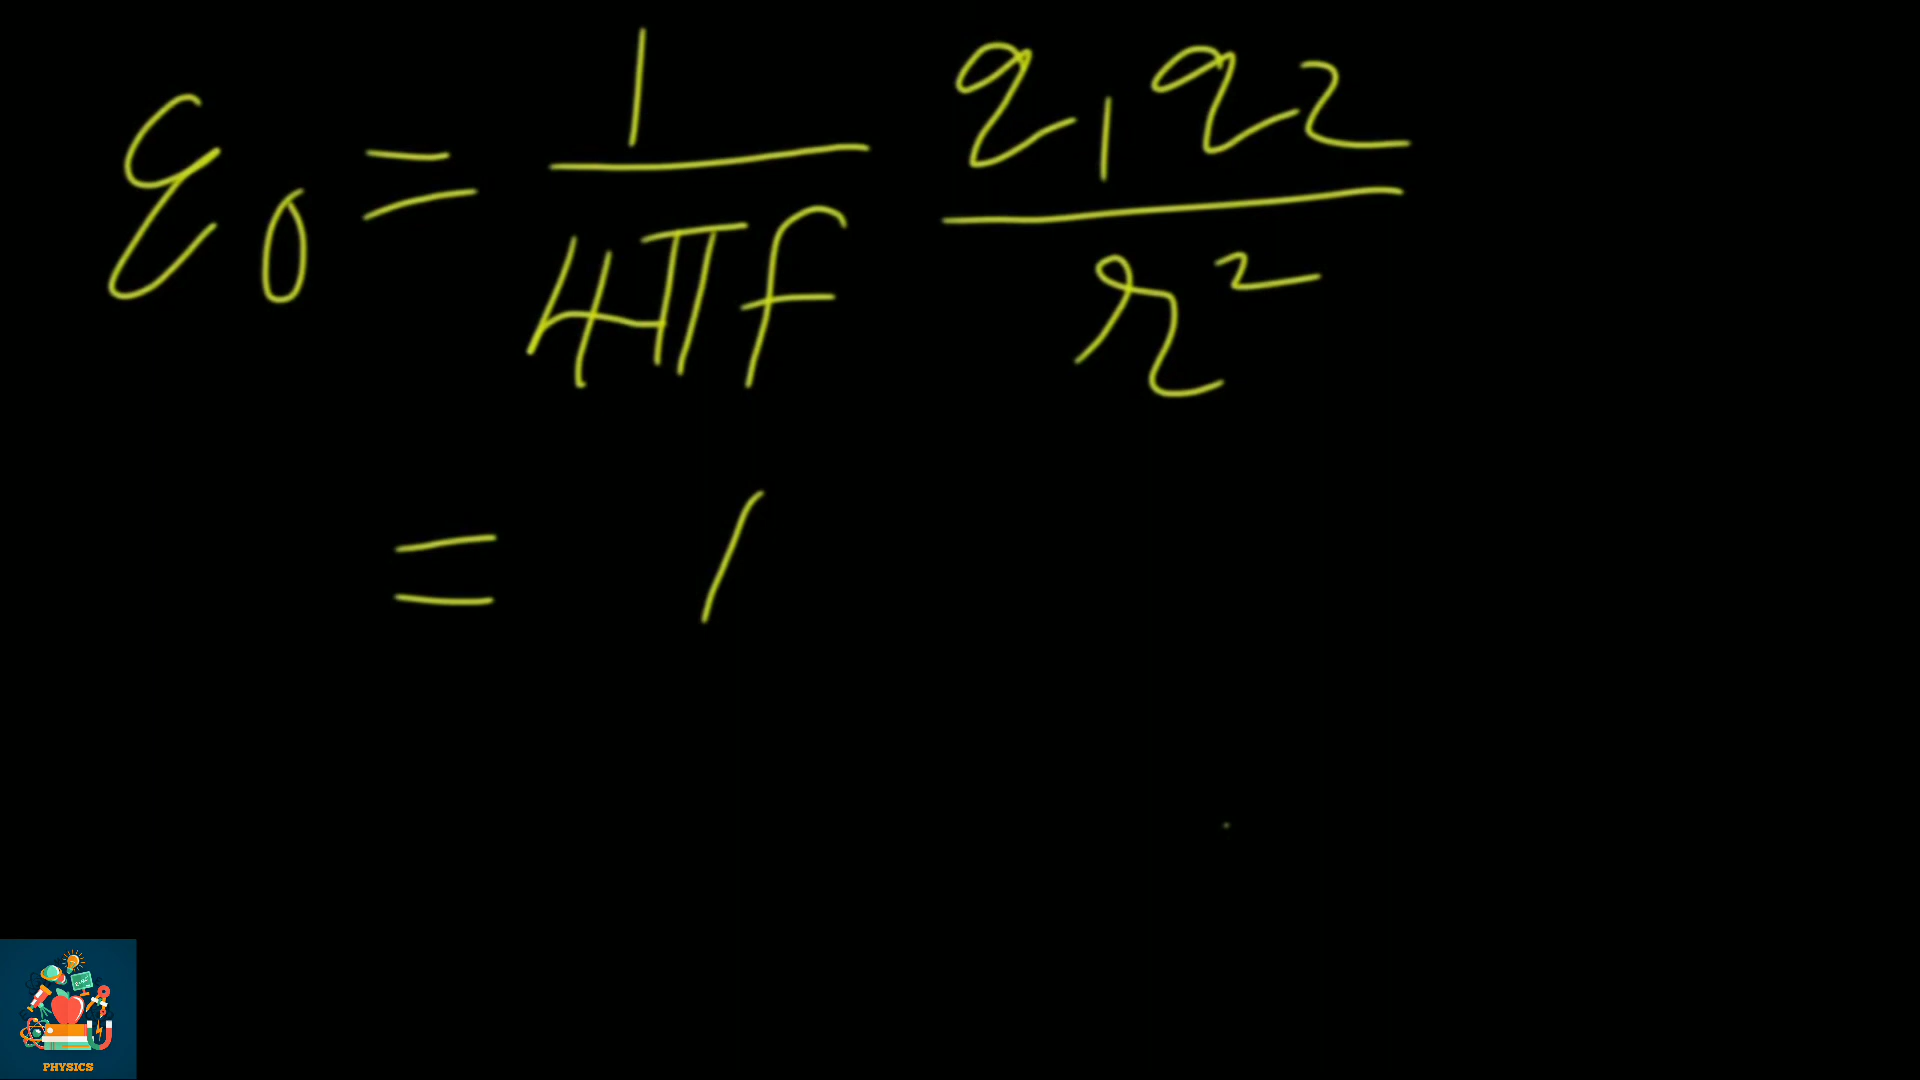 ε₀ = 1/4πf q₁q₂/r²
= 1
PHYSICS